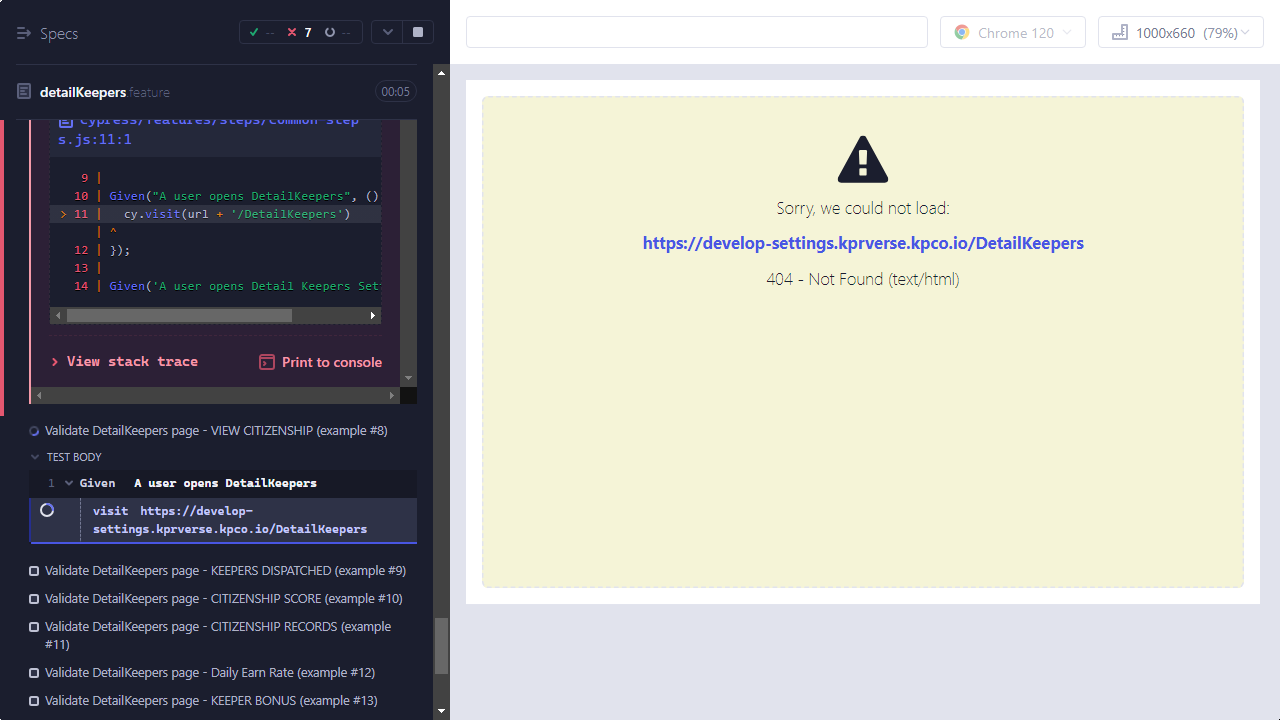 Specs
-- 7 --
detailKeepers.feature 00:05
cypress/features/steps/common-step
s.js:11:1
9 |
10 | Given("A user opens DetailKeepers", ()
> 11 |   cy.visit(url + '/DetailKeepers')
| ^
12 | });
13 |
14 | Given('A user opens Detail Keepers Set
View stack trace
Print to console
Validate DetailKeepers page - VIEW CITIZENSHIP (example #8)
TEST BODY
1 Given A user opens DetailKeepers
visit https://develop-
settings.kprverse.kpco.io/DetailKeepers
Validate DetailKeepers page - KEEPERS DISPATCHED (example #9)
Validate DetailKeepers page - CITIZENSHIP SCORE (example #10)
Validate DetailKeepers page - CITIZENSHIP RECORDS (example
#11)
Validate DetailKeepers page - Daily Earn Rate (example #12)
Validate DetailKeepers page - KEEPER BONUS (example #13)
Chrome 120
1000x660 (79%)
Sorry, we could not load:
https://develop-settings.kprverse.kpco.io/DetailKeepers
404 - Not Found (text/html)